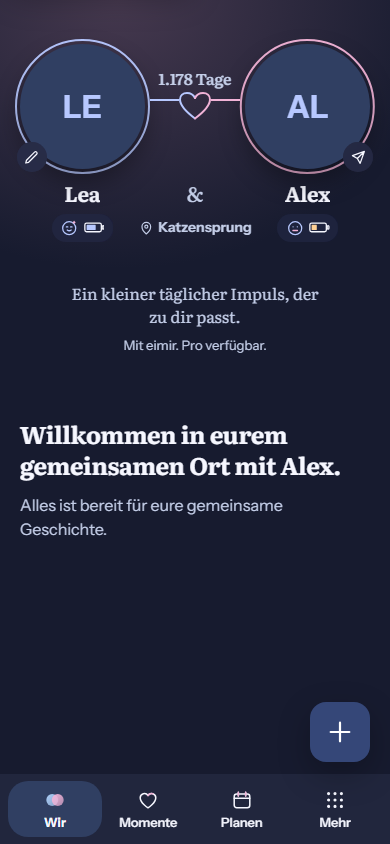 1.178 Tage
LE
AL
Lea
&
Alex
Katzensprung
Ein kleiner täglicher Impuls, der
zu dir passt.
Mit eimir. Pro verfügbar.
Willkommen in eurem
gemeinsamen Ort mit Alex.
Alles ist bereit für eure gemeinsame
Geschichte.
Wir
Momente
Planen
Mehr